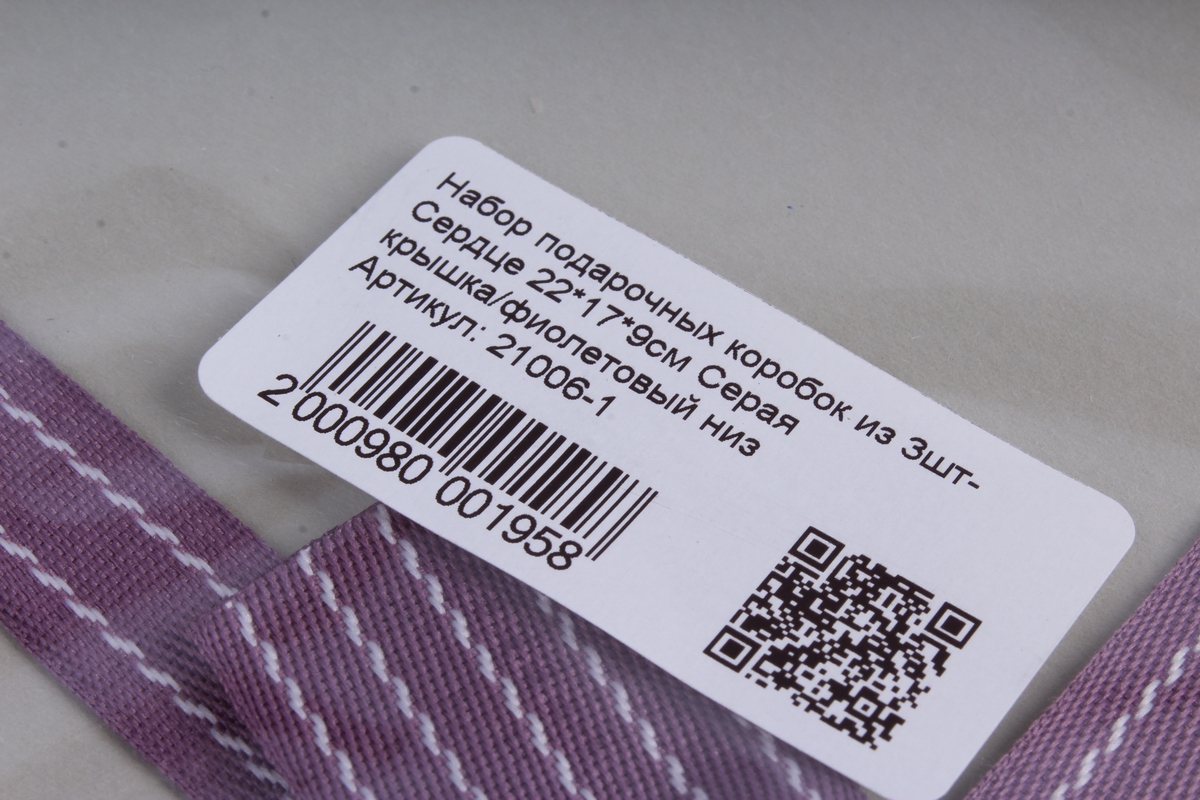 Набор подарочных коробок из 3шт-
Сердце 22*17*9см Серая
крышка/фиолетовый низ
Артикул: 21006-1
2 000980 001958